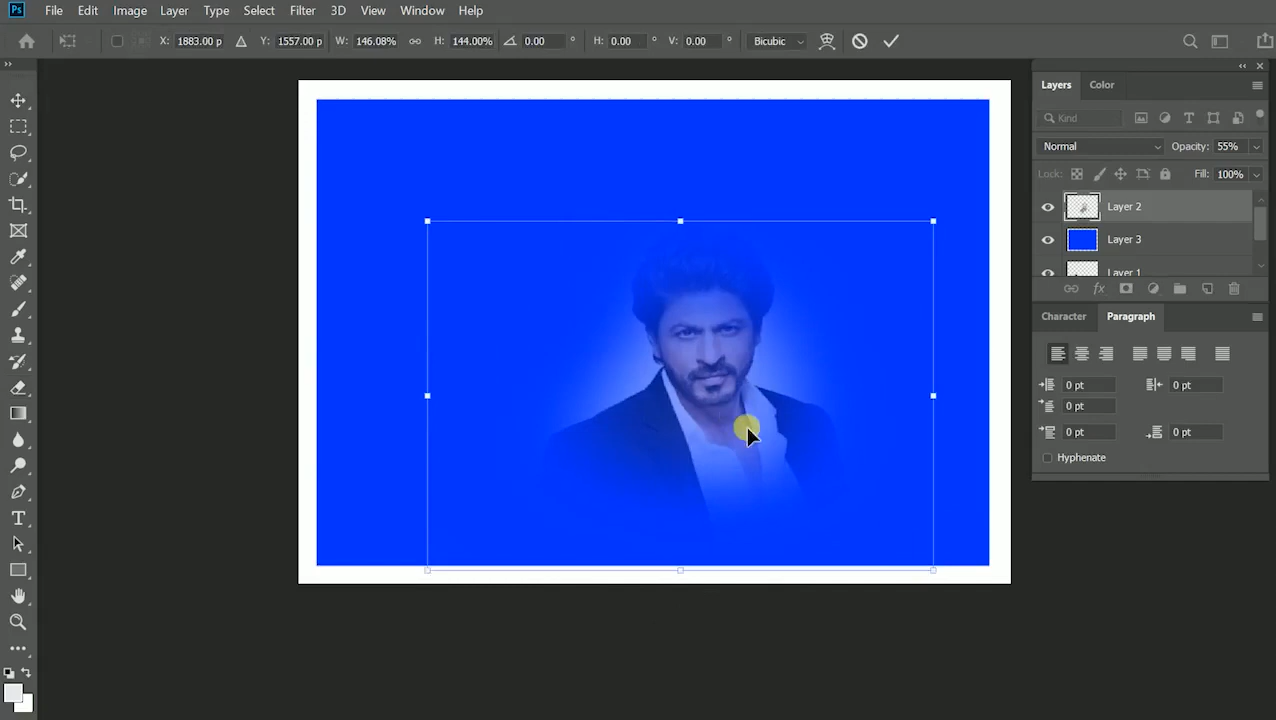 Ps File Edit Image Layer Type Select Filter 3D View Window Help
X: 1883.00 p Y: 1557.00 p W: 146.08% H: 144.00% 0.00 ° H: 0.00 ° V: 0.00 ° Bicubic
Layers Color
Kind
Normal Opacity: 55%
Lock: Fill: 100%
Layer 2
Layer 3
Layer 1
fx
Character Paragraph
0 pt 0 pt
0 pt
0 pt 0 pt
Hyphenate